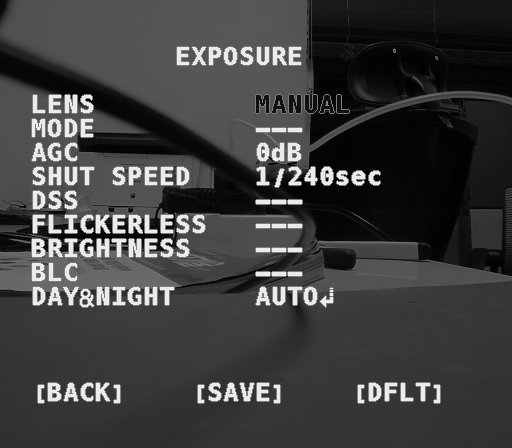 EXPOSURE
LENS MANUAL
MODE ---
AGC 0dB
SHUT SPEED 1/240sec
DSS ---
FLICKERLESS ---
BRIGHTNESS ---
BLC ---
DAY&NIGHT AUTO↲
[BACK] [SAVE] [DFLT]